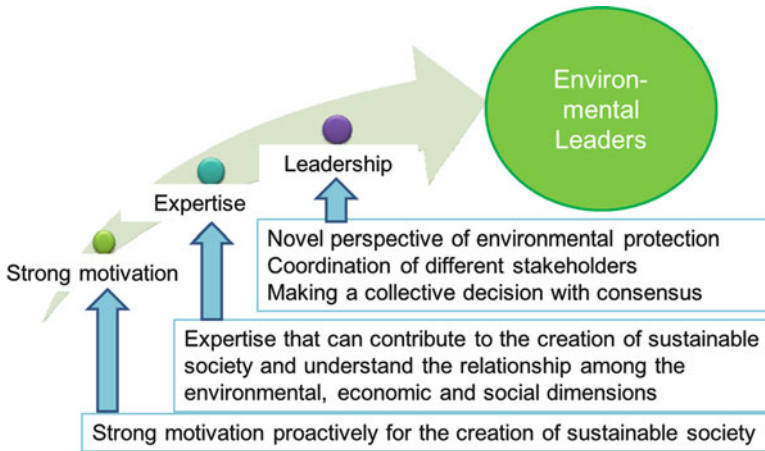 Environ-
mental
Leaders
Leadership
Expertise
Strong motivation
Novel perspective of environmental protection
Coordination of different stakeholders
Making a collective decision with consensus
Expertise that can contribute to the creation of sustainable
society and understand the relationship among the
environmental, economic and social dimensions
Strong motivation proactively for the creation of sustainable society